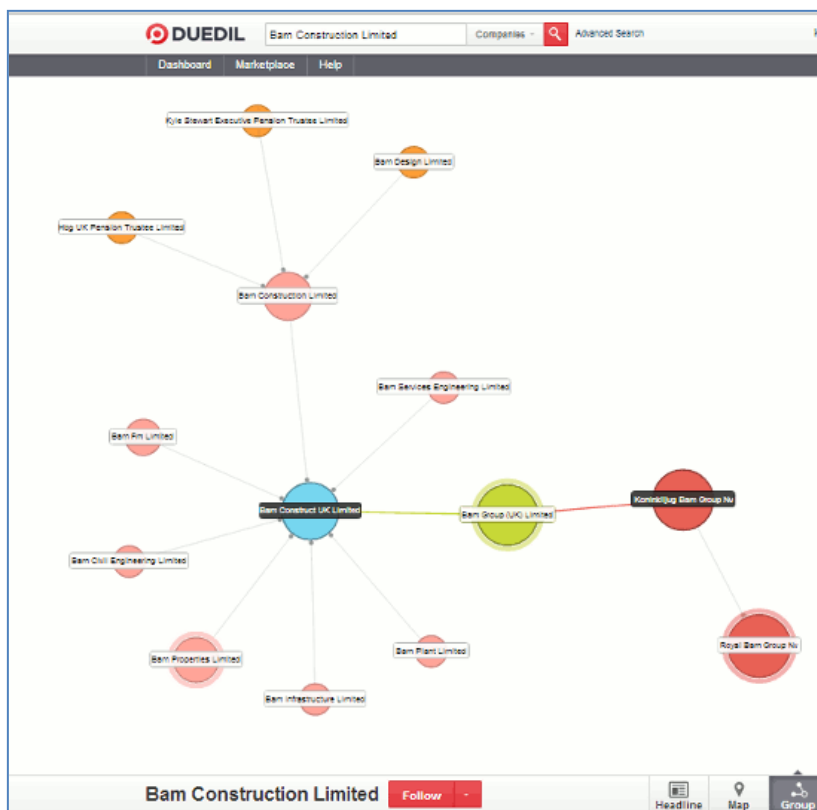 DUEDIL
Bam Construction Limited
Companies
Advanced Search
Dashboard
Marketplace
Help
Kyle Stewart Executive Pension Trustee Limited
Bam Design Limited
Hbg UK Pension Trustee Limited
Bam Construction Limited
Bam Services Engineering Limited
Bam Fm Limited
Koninklijug Bam Group Nv
Bam Construct UK Limited
Bam Group (UK) Limited
Bam Civil Engineering Limited
Royal Bam Group Nv
Bam Properties Limited
Bam Plant Limited
Bam Infrastructure Limited
Bam Construction Limited
Follow
Headline
Map
Group